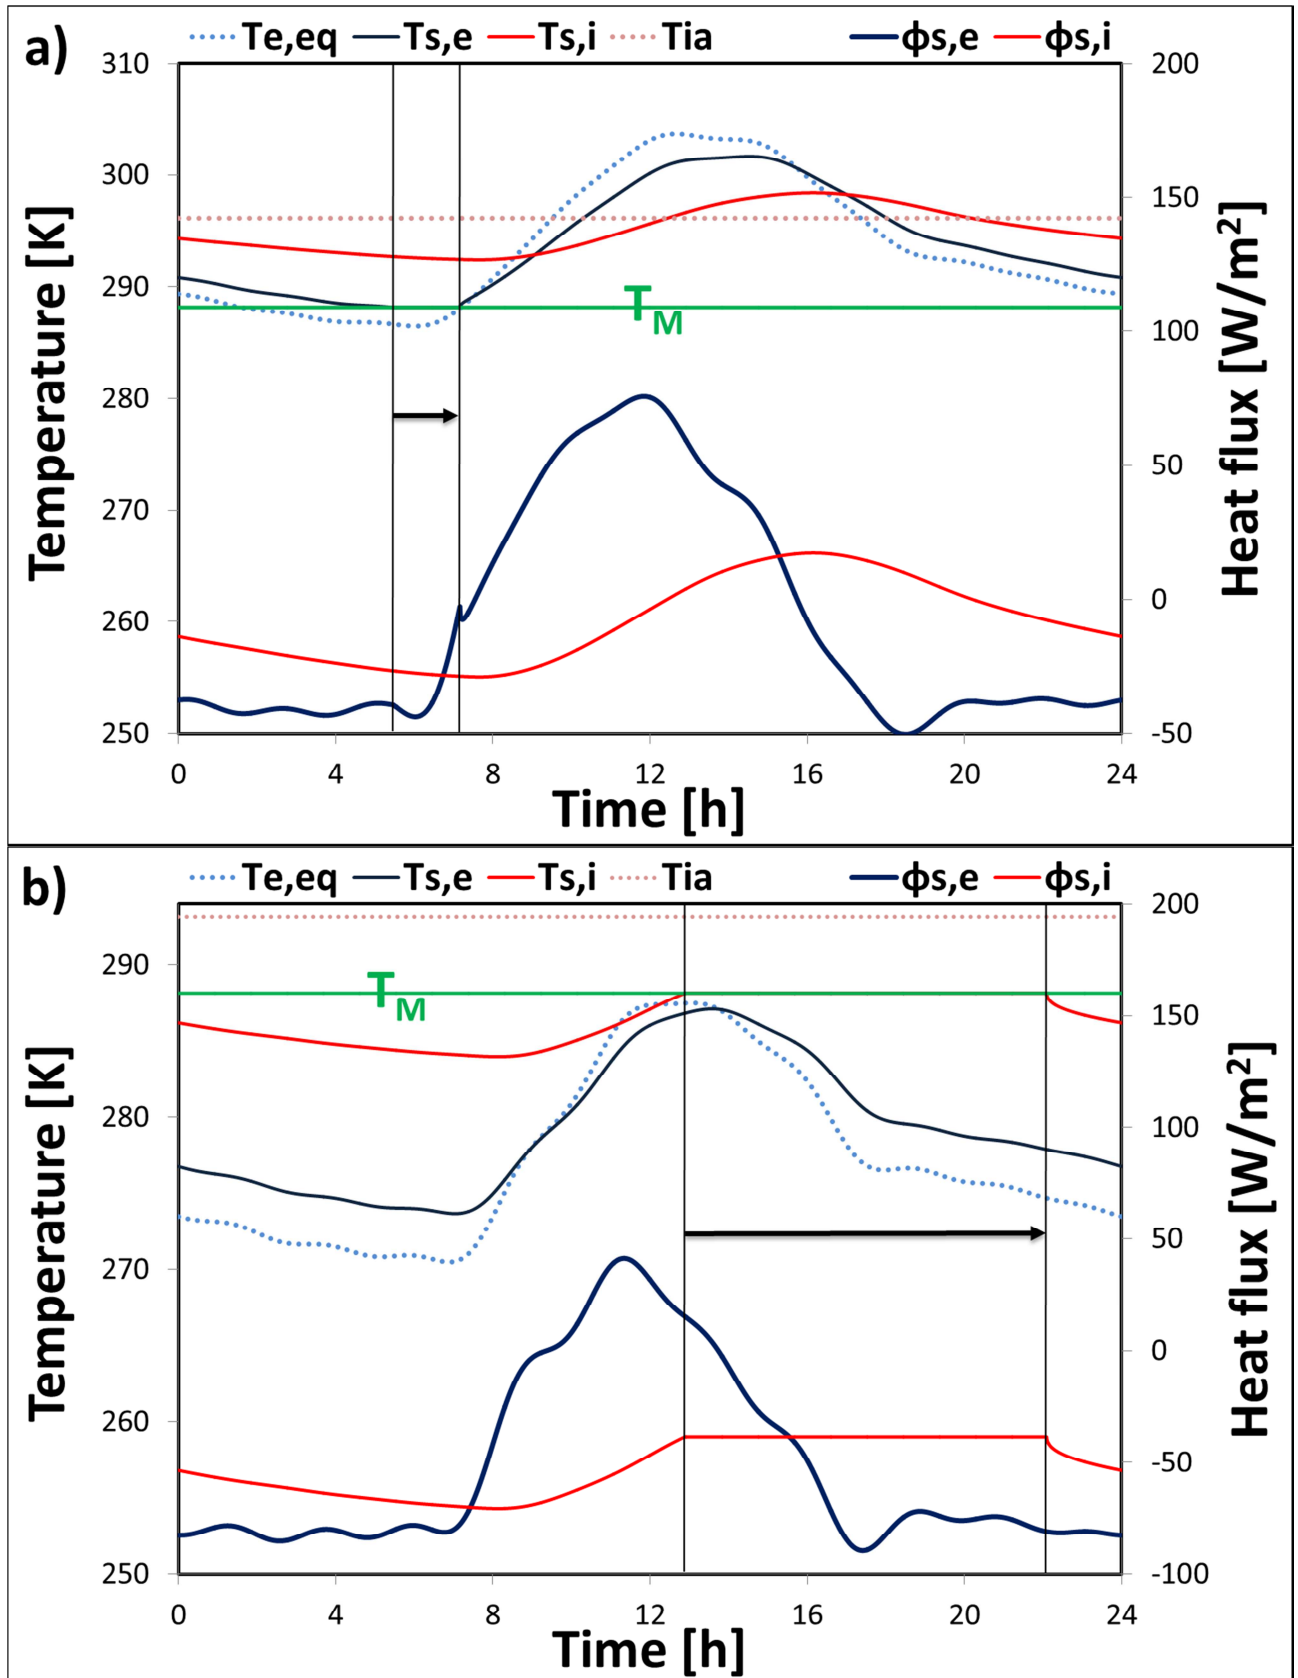 a)
Te,eq Ts,e Ts,i Tia ϕs,e ϕs,i
310 200
300 150
290
TM
100
280
50
270
0
260
250 -50
0 4 8 12 16 20 24
Temperature [K]
Heat flux [W/m²]
Time [h]
b)
Te,eq Ts,e Ts,i Tia ϕs,e ϕs,i
200
290
TM
150
280 100
50
270
0
260
-50
250 -100
0 4 8 12 16 20 24
Temperature [K]
Heat flux [W/m²]
Time [h]